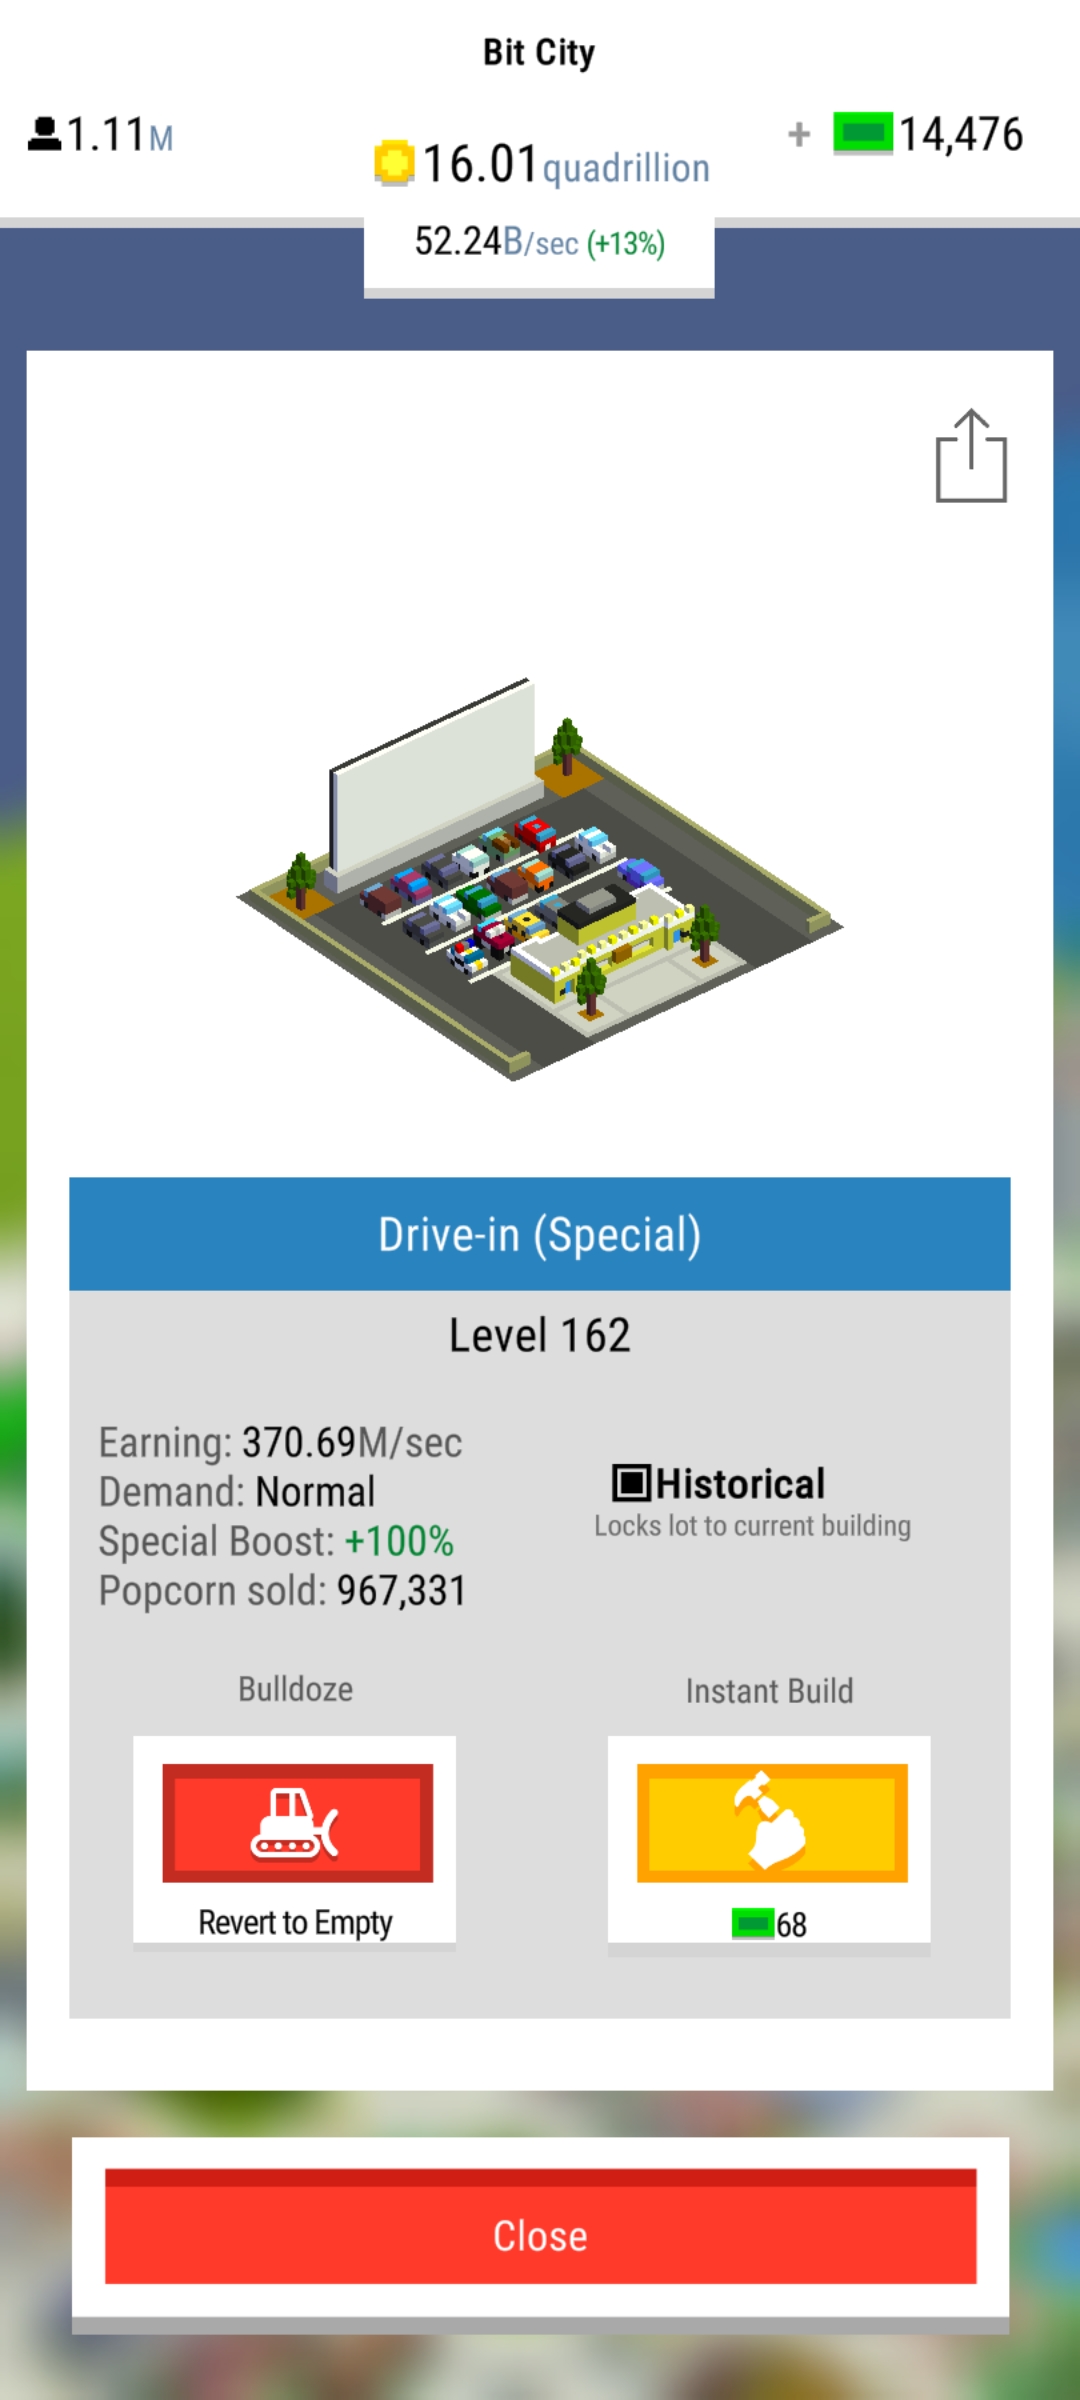 Bit City
1.11M
16.01quadrillion
+ 14,476
52.24B/sec (+13%)
Drive-in (Special)
Level 162
Earning: 370.69M/sec
Demand: Normal
Special Boost: +100%
Popcorn sold: 967,331
Historical
Locks lot to current building
Bulldoze
Instant Build
Revert to Empty
68
Close